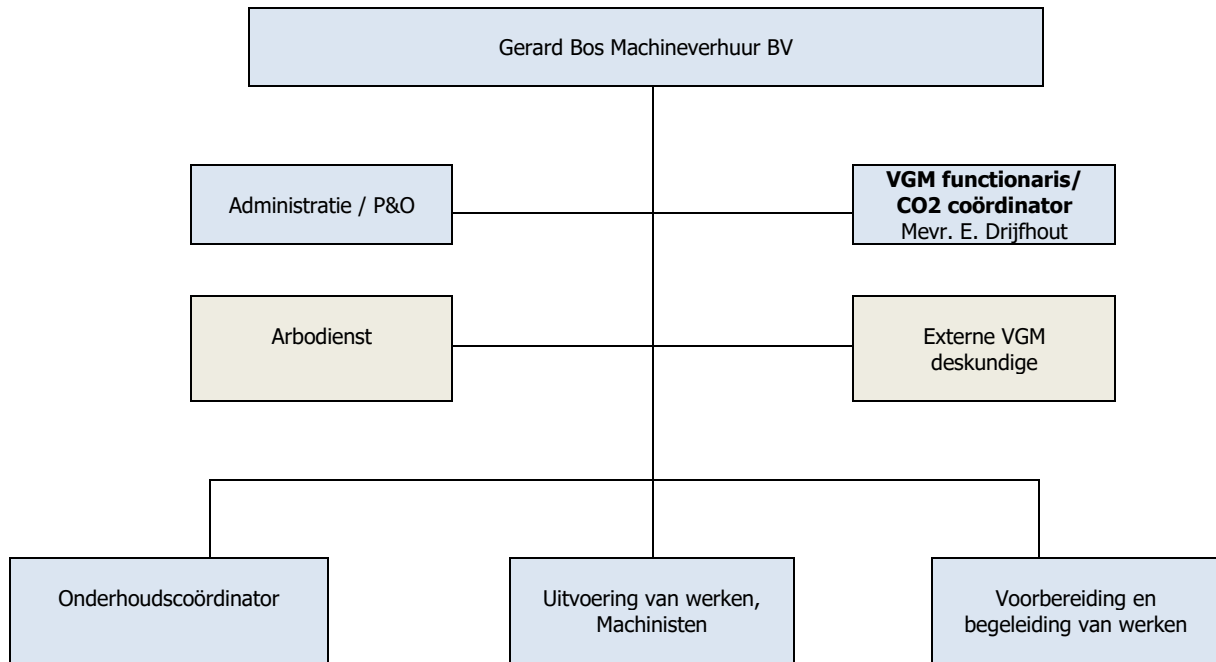 Gerard Bos Machineverhuur BV
Administratie / P&O
VGM functionaris/
CO2 coördinator
Mevr. E. Drijfhout
Arbodienst
Externe VGM
deskundige
Onderhoudscoördinator
Uitvoering van werken,
Machinisten
Voorbereiding en
begeleiding van werken